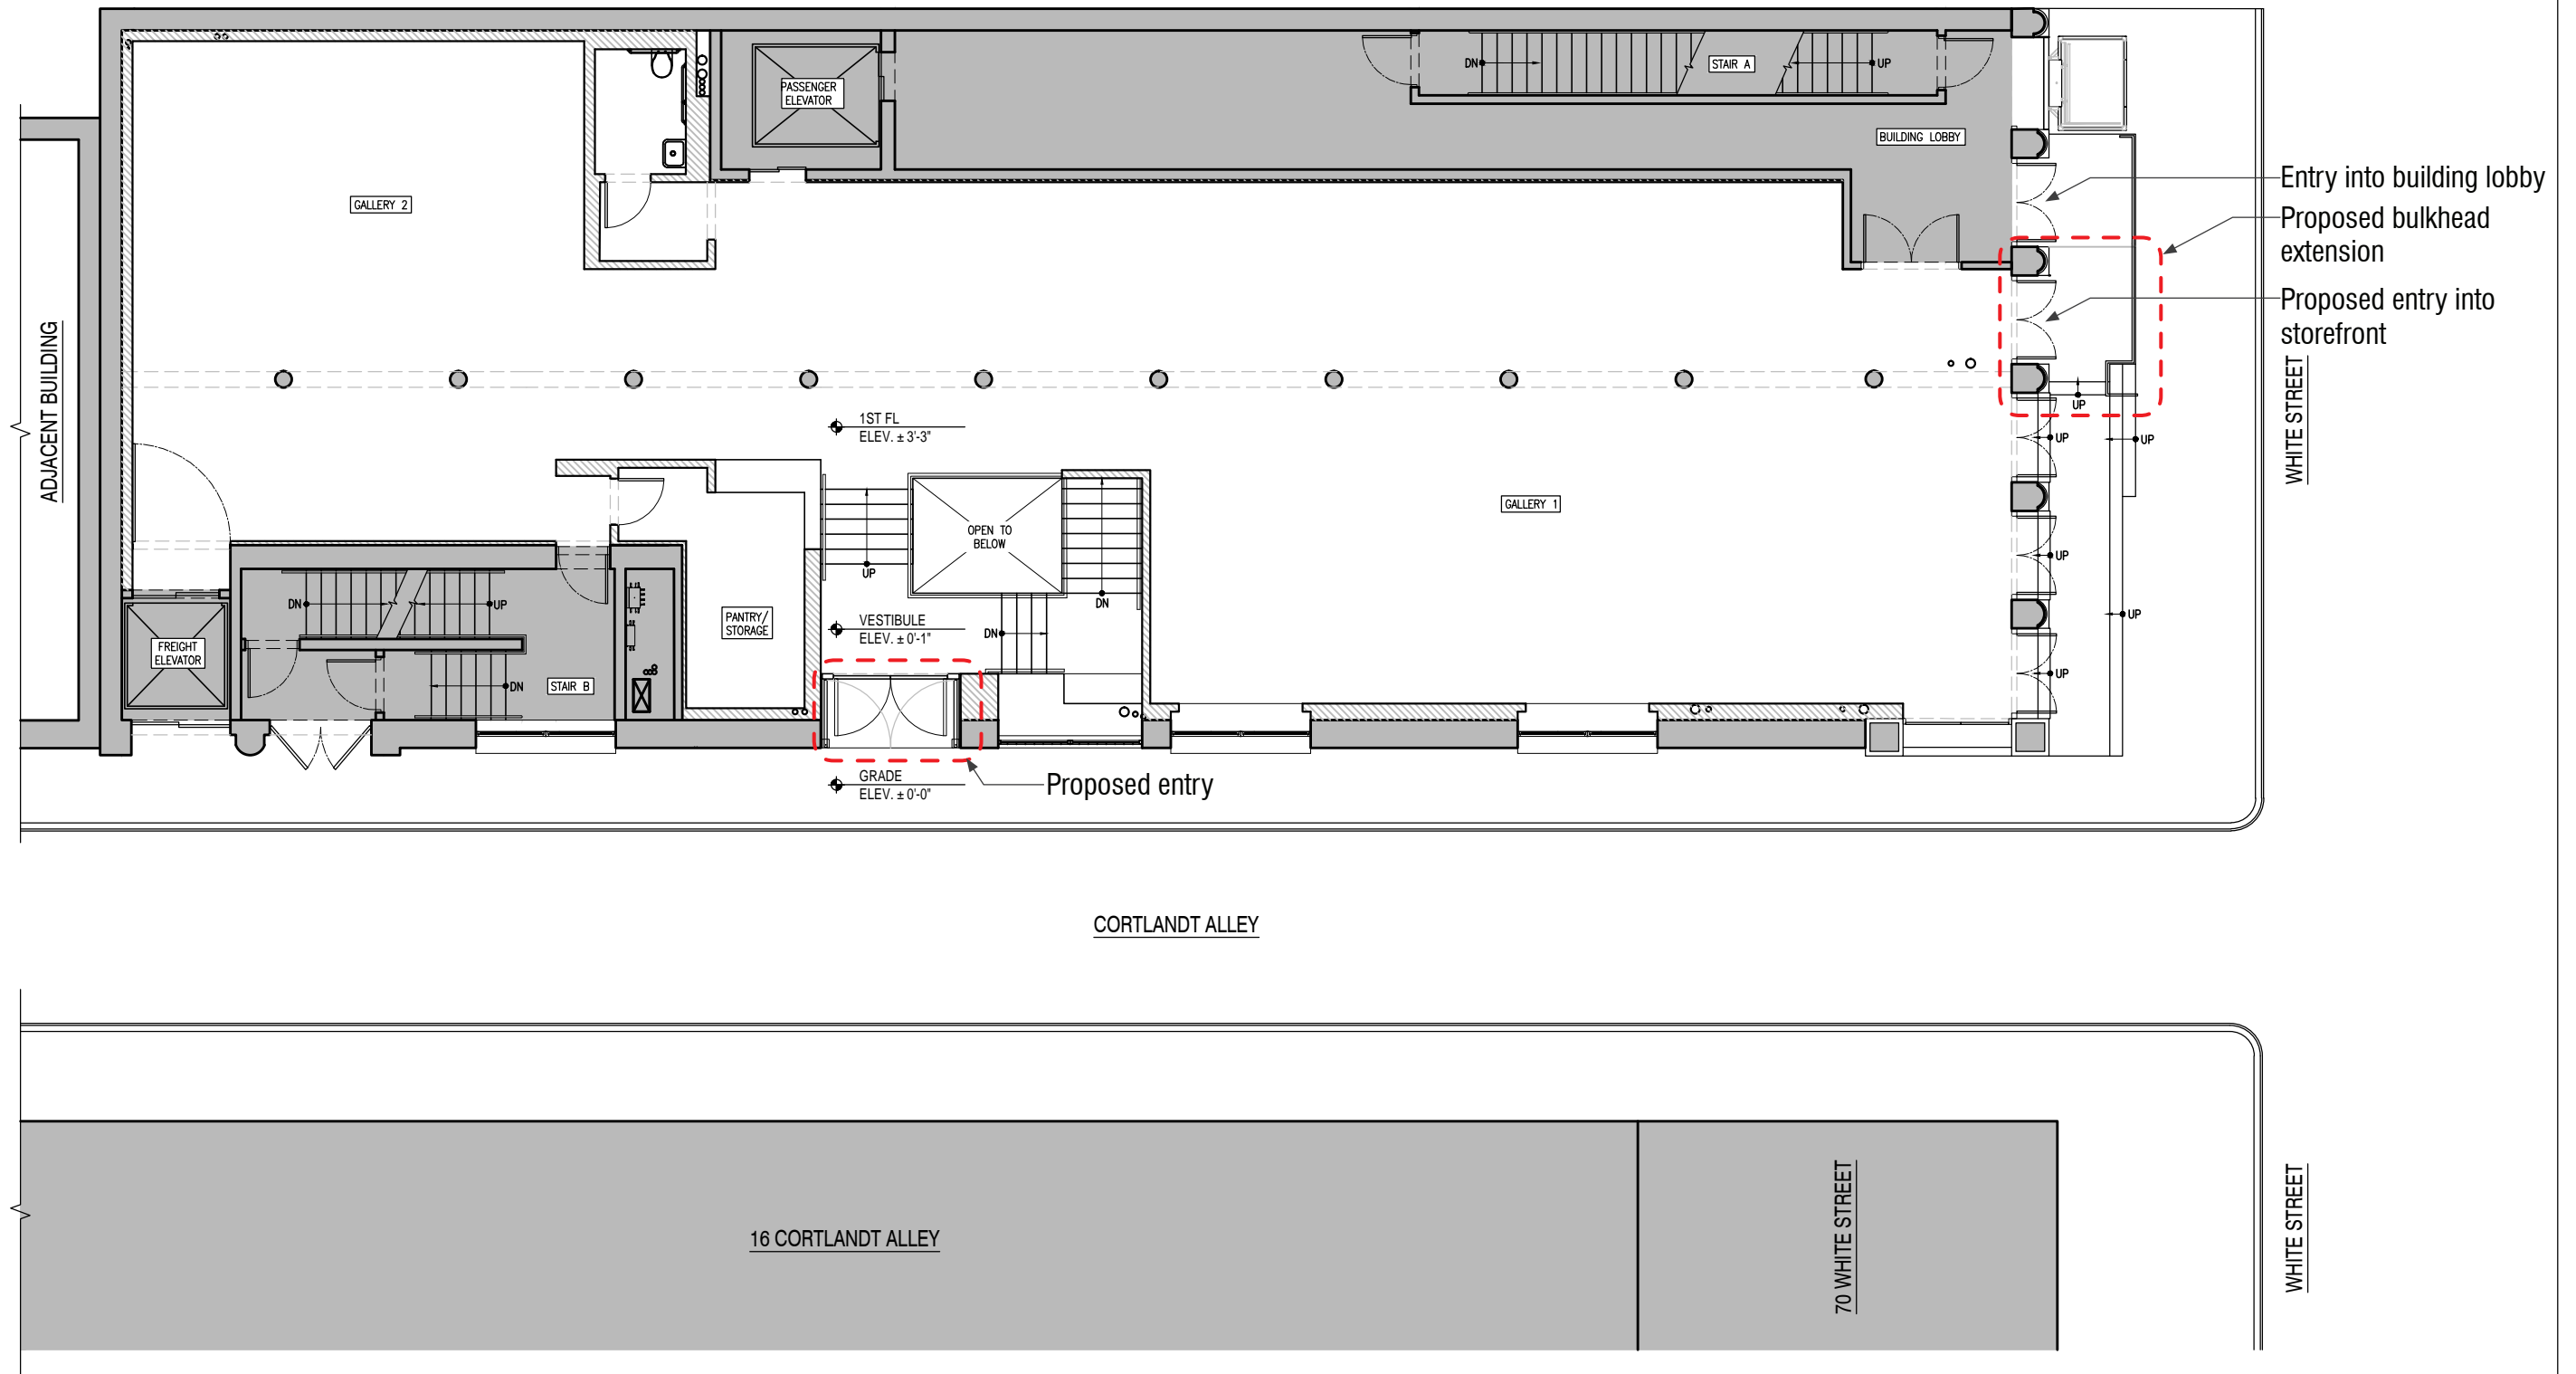 DN
STAIR A
UP
PASSENGER
ELEVATOR
BUILDING LOBBY
Entry into building lobby
Proposed bulkhead
extension
Proposed entry into
storefront
GALLERY 2
ADJACENT BUILDING
WHITE STREET
1ST FL
ELEV. ± 3'-3"
UP
UP
UP
GALLERY 1
OPEN TO
BELOW
UP
UP
DN
DN
UP
PANTRY/
STORAGE
VESTIBULE
ELEV. ± 0'-1"
DN
UP
FREIGHT
ELEVATOR
STAIR B
DN
UP
GRADE
ELEV. ± 0'-0"
Proposed entry
CORTLANDT ALLEY
16 CORTLANDT ALLEY
70 WHITE STREET
WHITE STREET